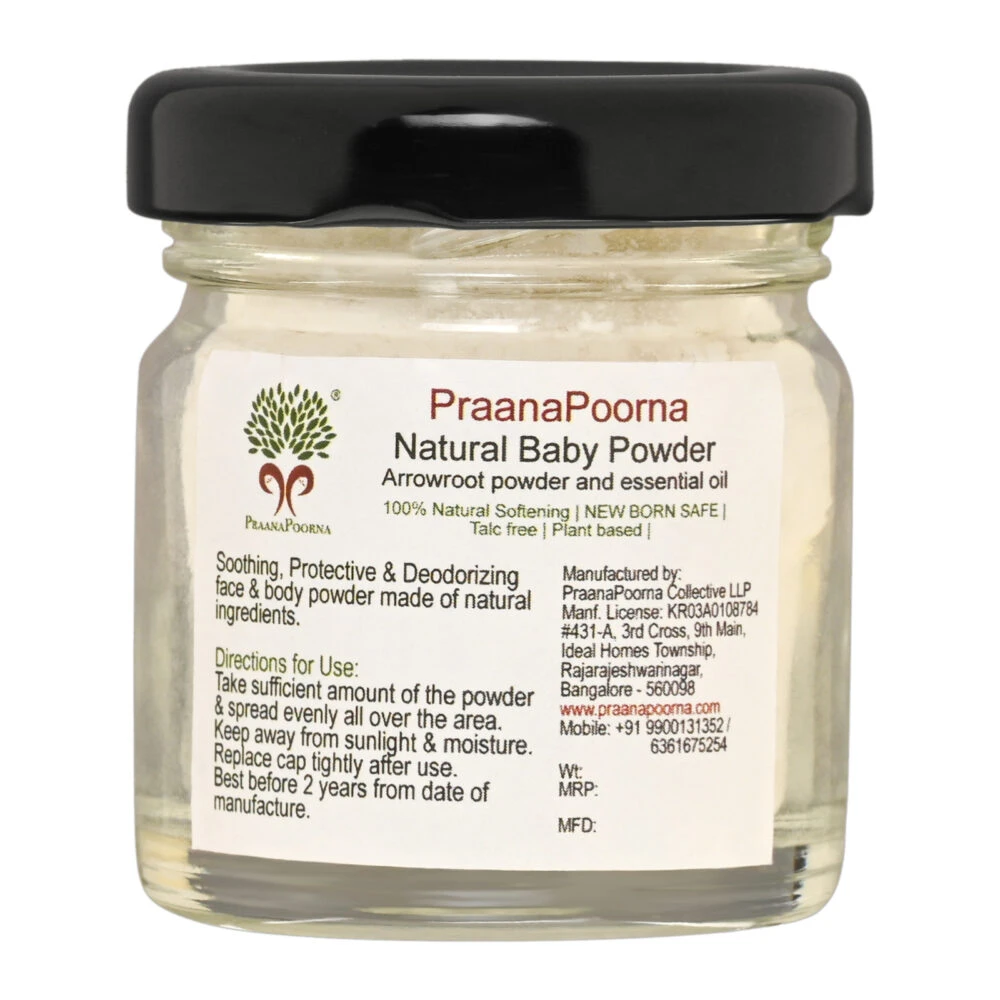 ®
PRAANAPOORNA
PraanaPoorna
Natural Baby Powder
Arrowroot powder and essential oil
100% Natural Softening | NEW BORN SAFE |
Talc free | Plant based |
Soothing, Protective & Deodorizing
face & body powder made of natural
ingredients.
Directions for Use:
Take sufficient amount of the powder
& spread evenly all over the area.
Keep away from sunlight & moisture.
Replace cap tightly after use.
Best before 2 years from date of
manufacture.
Manufactured by:
PraanaPoorna Collective LLP
Manf. License: KR03A0108784
#431-A, 3rd Cross, 9th Main,
Ideal Homes Township,
Rajarajeshwarinagar,
Bangalore - 560098
www.praanapoorna.com
Mobile: +91 9900131352 /
6361675254
Wt:
MRP:
MFD: